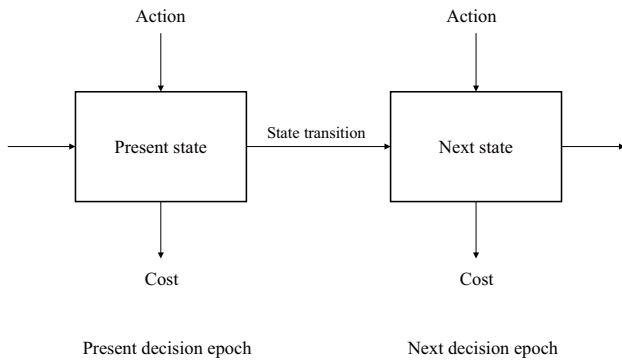 Action
Action
Present state
State transition
Next state
Cost
Cost
Present decision epoch
Next decision epoch